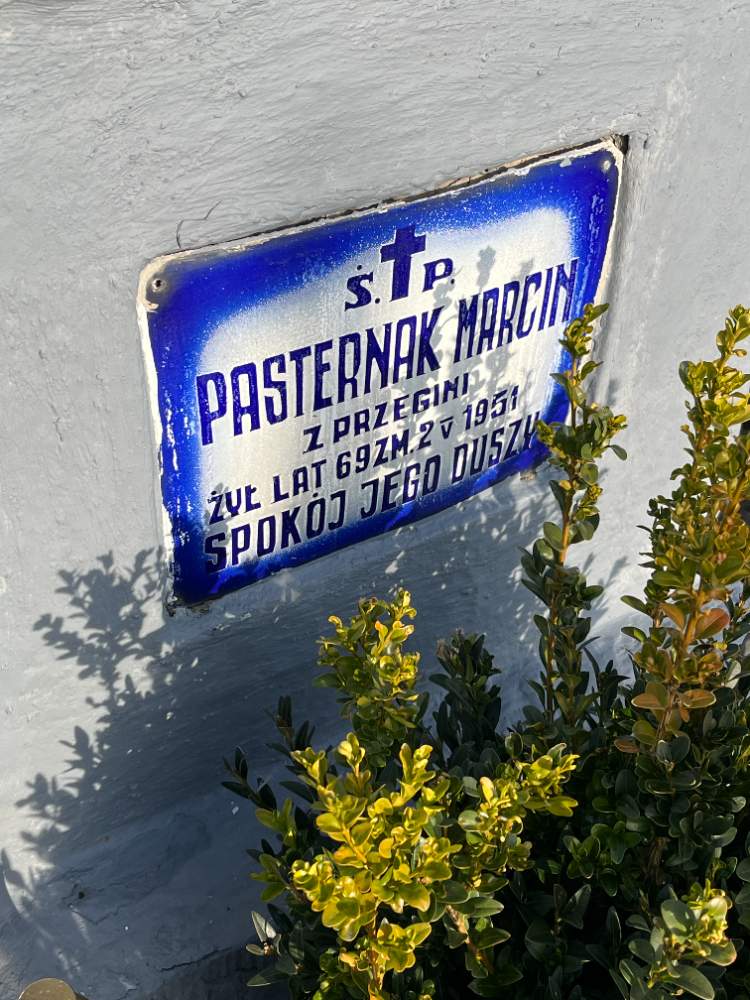 Ś.P.
PASTERNAK MARCIN
Z PRZEGINI
ŻYŁ LAT 69 ZM. 2 V 1951
SPOKÓJ JEGO DUSZY